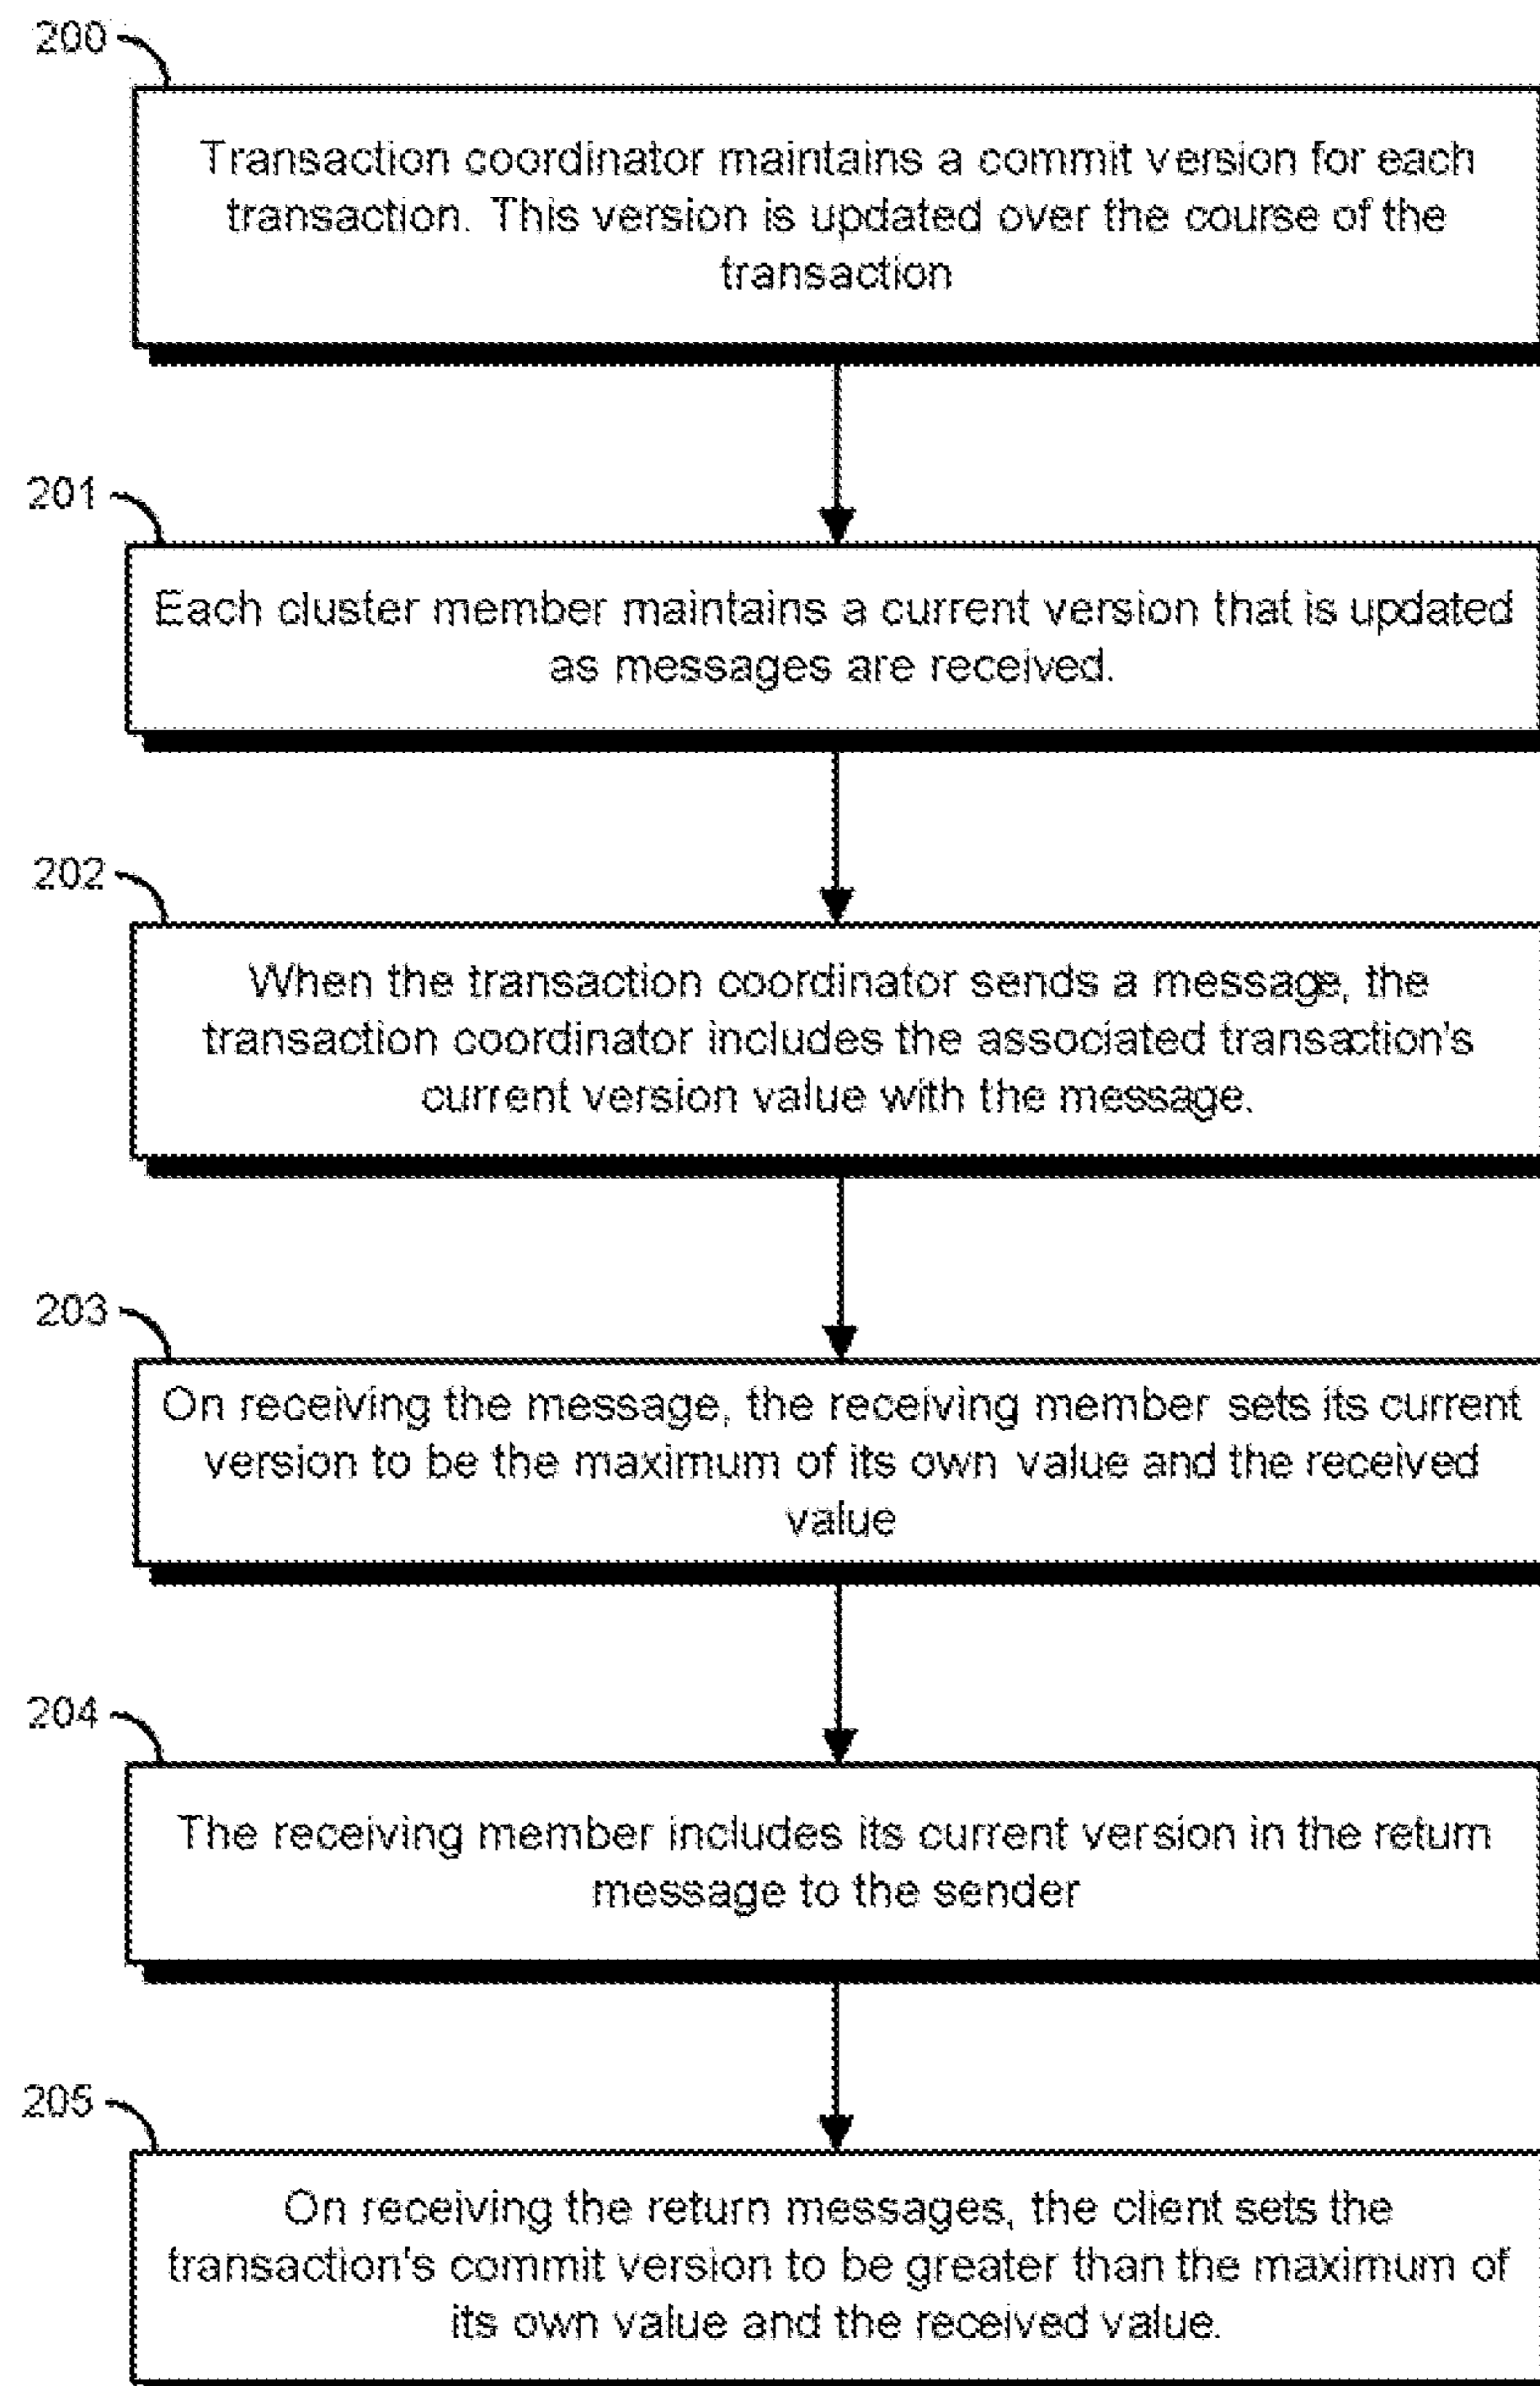 200
Transaction coordinator maintains a commit version for each
transaction. This version is updated over the course of the
transaction
201
Each cluster member maintains a current version that is updated
as messages are received.
202
When the transaction coordinator sends a message, the
transaction coordinator includes the associated transaction's
current version value with the message.
203
On receiving the message, the receiving member sets its current
version to be the maximum of its own value and the received
value
204
The receiving member includes its current version in the return
message to the sender
205
On receiving the return messages, the client sets the
transaction's commit version to be greater than the maximum of
its own value and the received value.